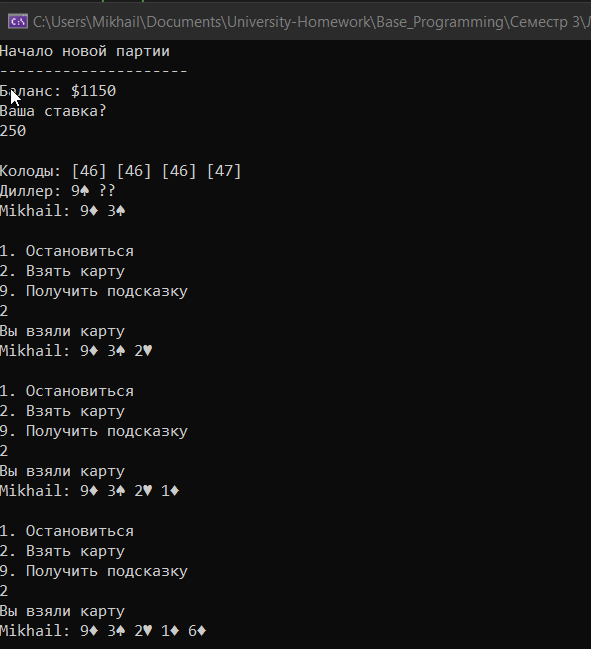 C:\Users\Mikhail\Documents\University-Homework\Base_Programming\Семестр 3\Л
Начало новой партии
---------------------
Баланс: $1150
Ваша ставка?
250
Колоды: [46] [46] [46] [47]
Диллер: 9♠ ??
Mikhail: 9♦ 3♠
1. Остановиться
2. Взять карту
9. Получить подсказку
2
Вы взяли карту
Mikhail: 9♦ 3♠ 2♥
1. Остановиться
2. Взять карту
9. Получить подсказку
2
Вы взяли карту
Mikhail: 9♦ 3♠ 2♥ 1♦
1. Остановиться
2. Взять карту
9. Получить подсказку
2
Вы взяли карту
Mikhail: 9♦ 3♠ 2♥ 1♦ 6♦